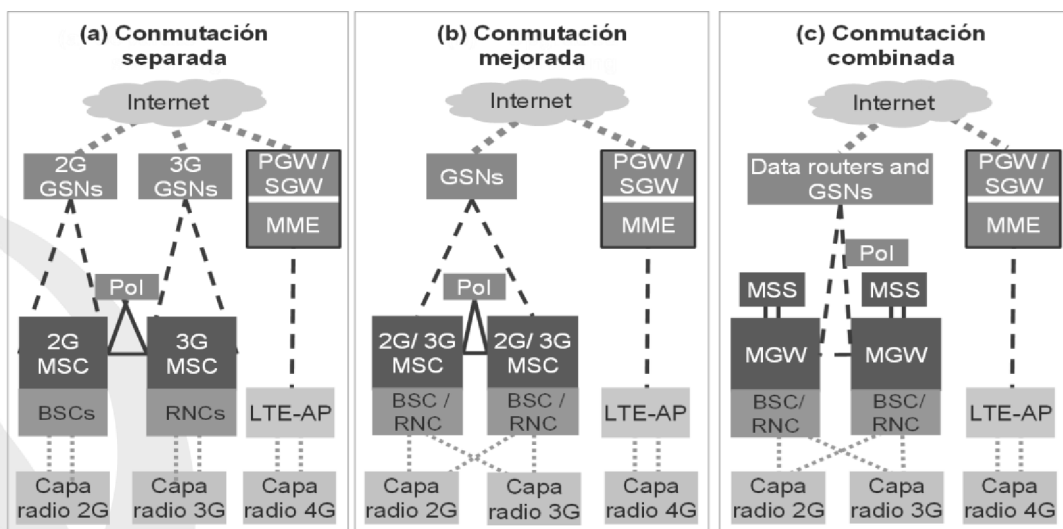 (a) Conmutación
separada
Internet
2G
GSNs
3G
GSNs
PGW /
SGW
MME
Pol
2G
MSC
3G
MSC
BSCs
RNCs
LTE-AP
Capa
radio 2G
Capa
radio 3G
Capa
radio 4G
(b) Conmutación
mejorada
Internet
GSNs
PGW /
SGW
MME
Pol
2G/ 3G
MSC
2G/ 3G
MSC
BSC /
RNC
BSC /
RNC
LTE-AP
Capa
radio 2G
Capa
radio 3G
Capa
radio 4G
(c) Conmutación
combinada
Internet
Data routers and
GSNs
PGW /
SGW
MME
Pol
MSS
MSS
MGW
MGW
BSC/
RNC
BSC/
RNC
LTE-AP
Capa
radio 2G
Capa
radio 3G
Capa
radio 4G